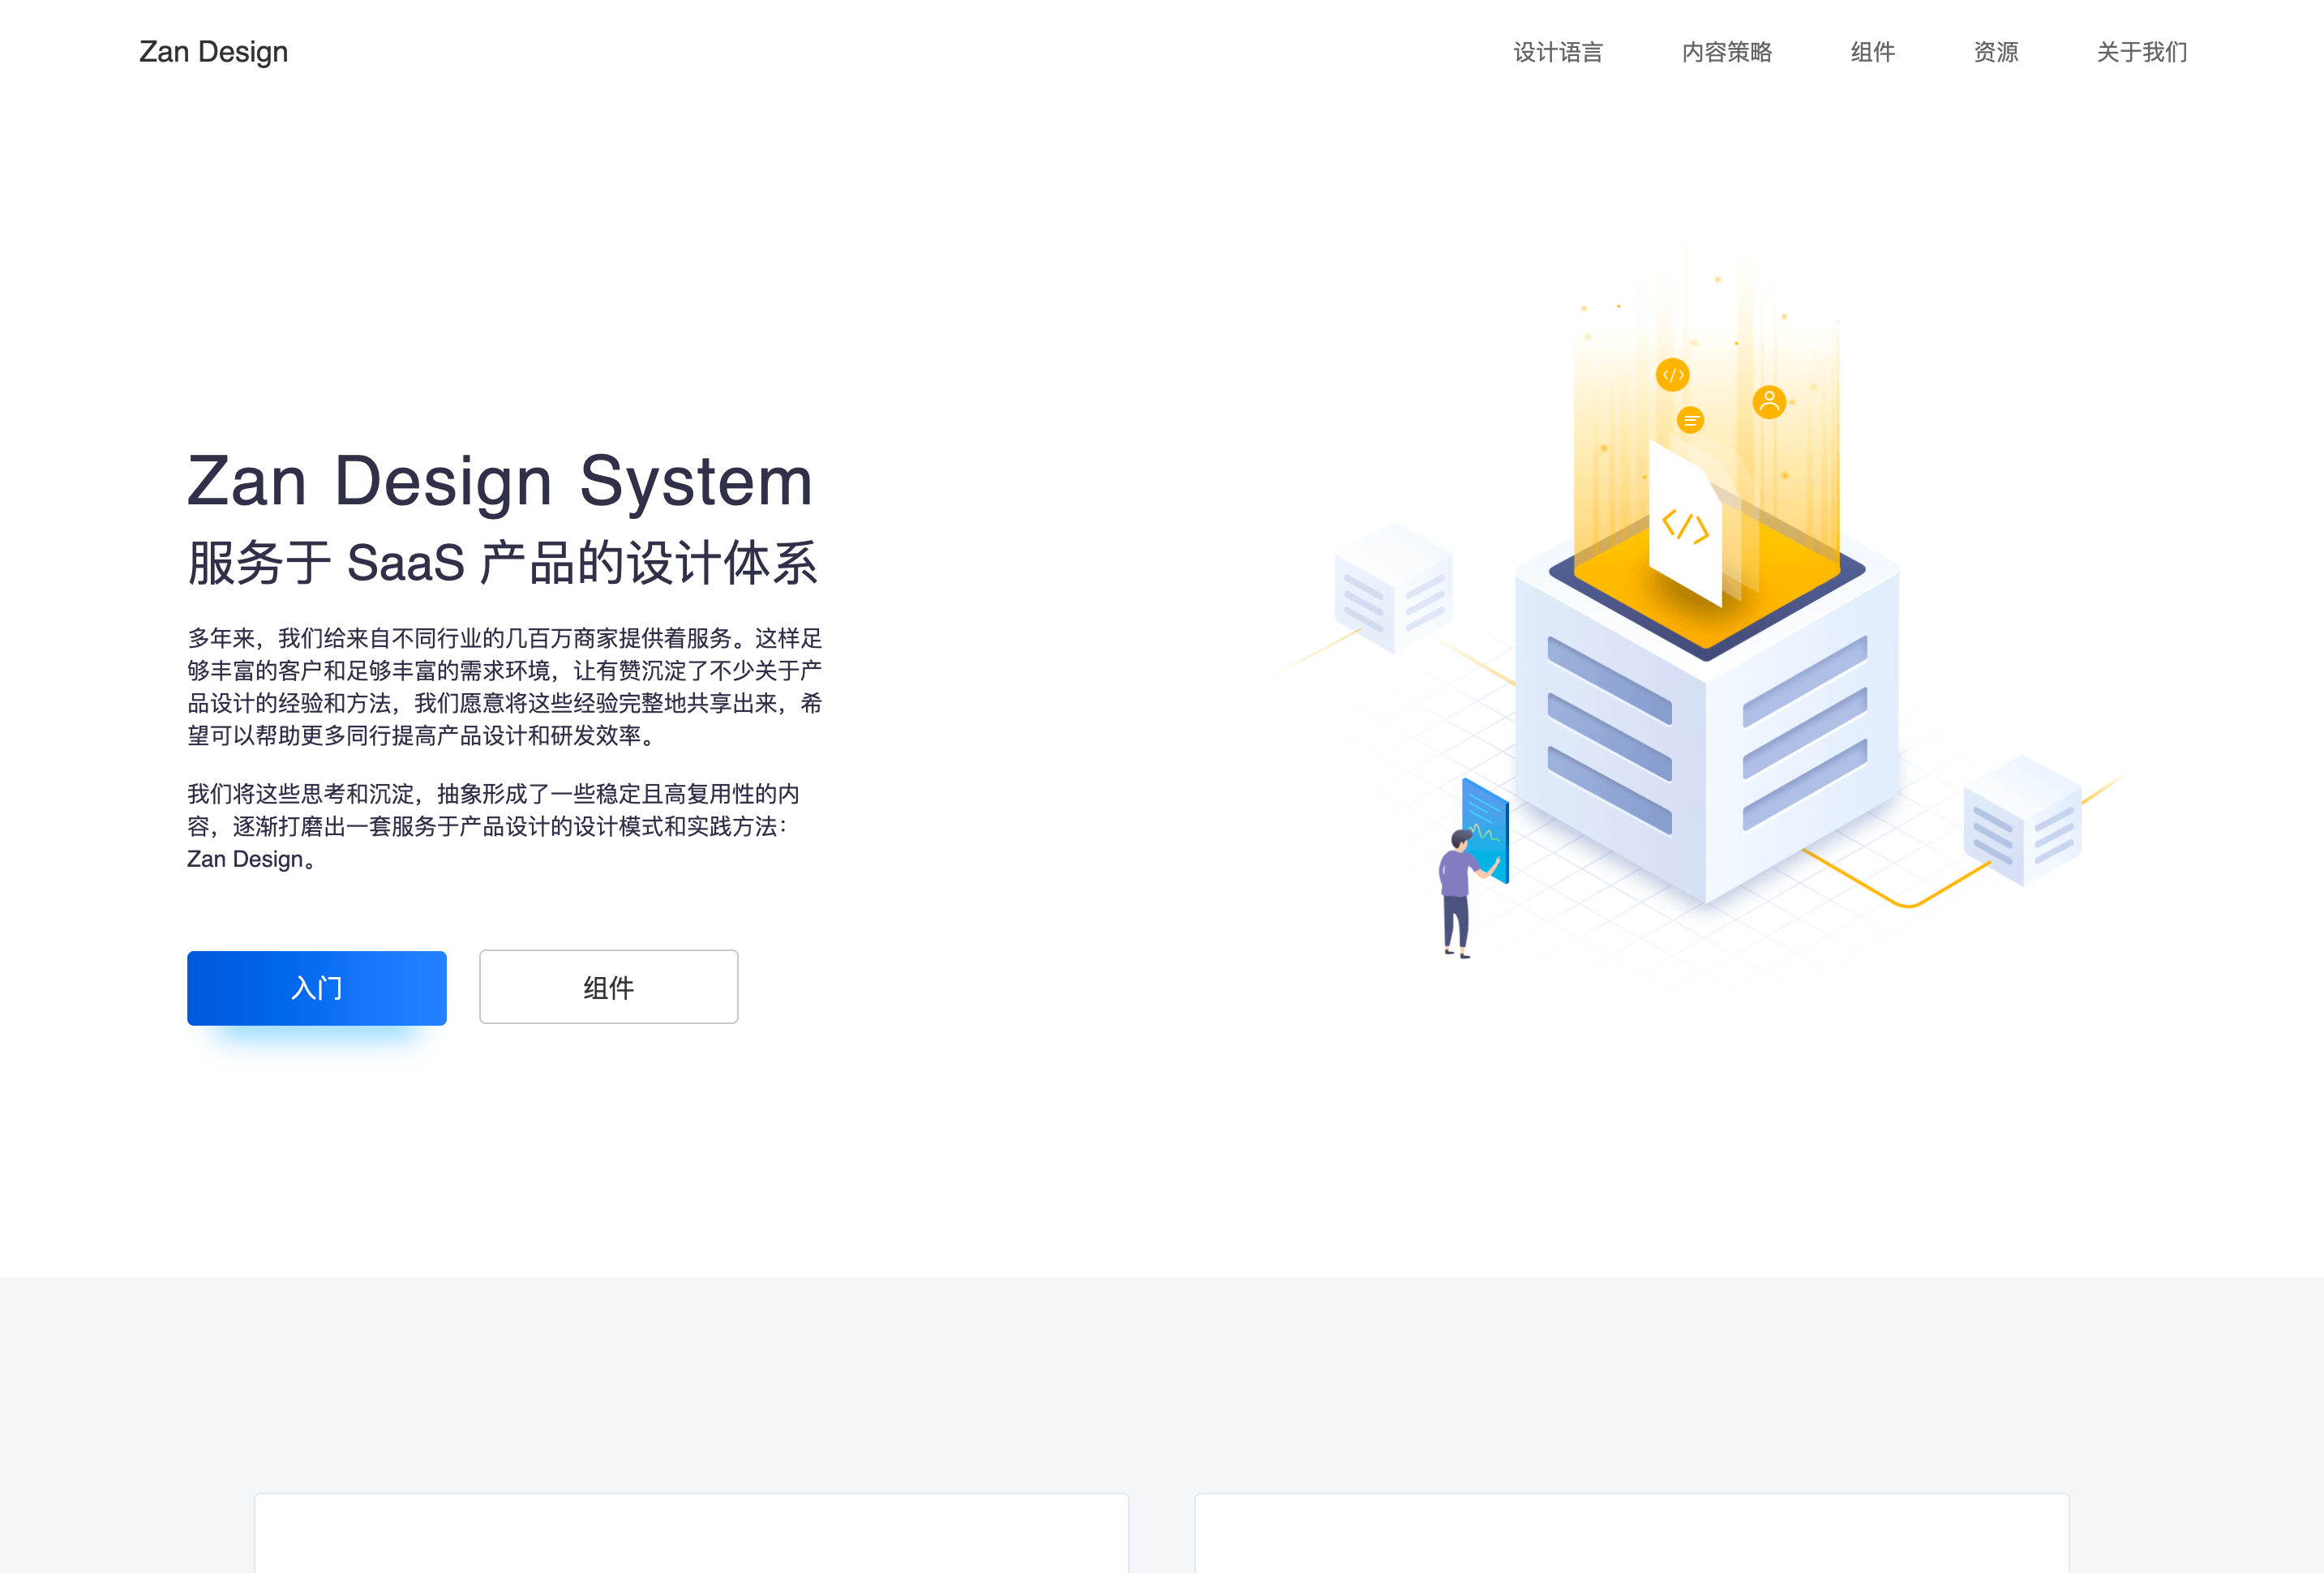 Zan Design
设计语言 内容策略 组件 资源 关于我们
Zan Design System
服务于 SaaS 产品的设计体系
多年来，我们给来自不同行业的几百万商家提供着服务。这样足
够丰富的客户和足够丰富的需求环境，让有赞沉淀了不少关于产
品设计的经验和方法，我们愿意将这些经验完整地共享出来，希
望可以帮助更多同行提高产品设计和研发效率。
我们将这些思考和沉淀，抽象形成了一些稳定且高复用性的内
容，逐渐打磨出一套服务于产品设计的设计模式和实践方法：
Zan Design。
入门 组件